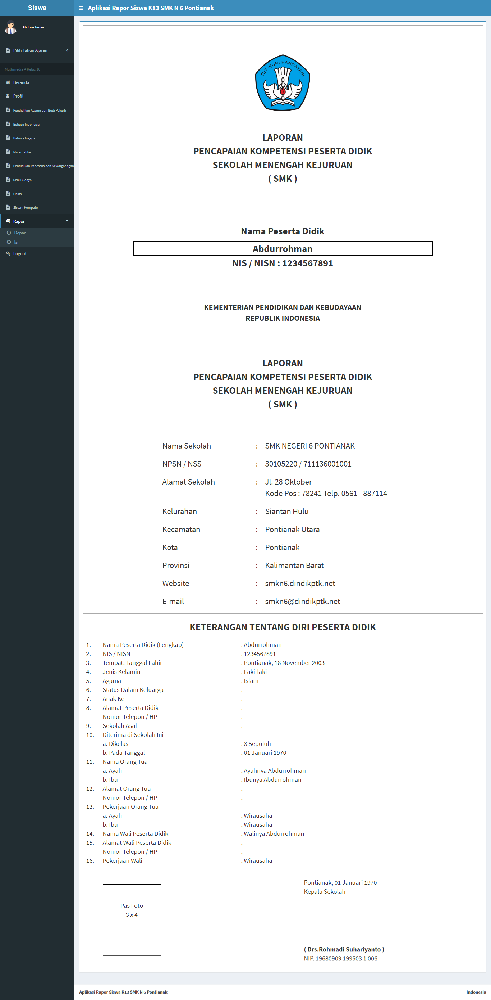 Siswa
Aplikasi Rapor Siswa K13 SMK N 6 Pontianak
Abdurrohman
Pilih Tahun Ajaran
Multimedia A Kelas 10
Beranda
Profil
Pendidikan Agama dan Budi Pekerti
Bahasa Indonesia
Bahasa Inggris
Matematika
Pendidikan Pancasila dan Kewarganegara
Seni Budaya
Fisika
Sistem Komputer
Rapor
Depan
Isi
Logout
TUT WURI HANDAYANI
LAPORAN
PENCAPAIAN KOMPETENSI PESERTA DIDIK
SEKOLAH MENENGAH KEJURUAN
( SMK )
Nama Peserta Didik
Abdurrohman
NIS / NISN : 1234567891
KEMENTERIAN PENDIDIKAN DAN KEBUDAYAAN
REPUBLIK INDONESIA
LAPORAN
PENCAPAIAN KOMPETENSI PESERTA DIDIK
SEKOLAH MENENGAH KEJURUAN
( SMK )
Nama Sekolah : SMK NEGERI 6 PONTIANAK
NPSN / NSS : 30105220 / 711136001001
Alamat Sekolah : Jl. 28 Oktober
Kode Pos : 78241 Telp. 0561 - 887114
Kelurahan : Siantan Hulu
Kecamatan : Pontianak Utara
Kota : Pontianak
Provinsi : Kalimantan Barat
Website : smkn6.dindikptk.net
E-mail : smkn6@dindikptk.net
KETERANGAN TENTANG DIRI PESERTA DIDIK
1. Nama Peserta Didik (Lengkap) : Abdurrohman
2. NIS / NISN : 1234567891
3. Tempat, Tanggal Lahir : Pontianak, 18 November 2003
4. Jenis Kelamin : Laki-laki
5. Agama : Islam
6. Status Dalam Keluarga :
7. Anak Ke :
8. Alamat Peserta Didik :
Nomor Telepon / HP :
9. Sekolah Asal :
10. Diterima di Sekolah Ini
a. Dikelas : X Sepuluh
b. Pada Tanggal : 01 Januari 1970
11. Nama Orang Tua
a. Ayah : Ayahnya Abdurrohman
b. Ibu : Ibunya Abdurrohman
12. Alamat Orang Tua :
Nomor Telepon / HP :
13. Pekerjaan Orang Tua
a. Ayah : Wirausaha
b. Ibu : Wirausaha
14. Nama Wali Peserta Didik : Walinya Abdurrohman
15. Alamat Wali Peserta Didik :
Nomor Telepon / HP :
16. Pekerjaan Wali : Wirausaha
Pontianak, 01 Januari 1970
Kepala Sekolah
Pas Foto
3 x 4
( Drs.Rohmadi Suhariyanto )
NIP. 19680909 199503 1 006
Aplikasi Rapor Siswa K13 SMK N 6 Pontianak
Indonesia